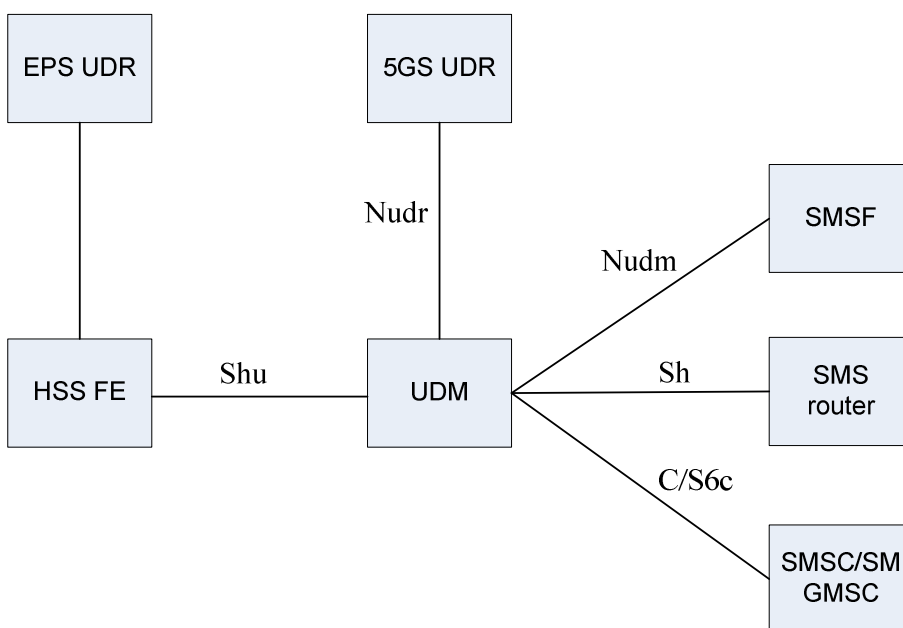 EPS UDR
5GS UDR
Nudr
SMSF
Nudm
HSS FE
Shu
UDM
Sh
SMS
router
C/S6c
SMSC/SM
GMSC